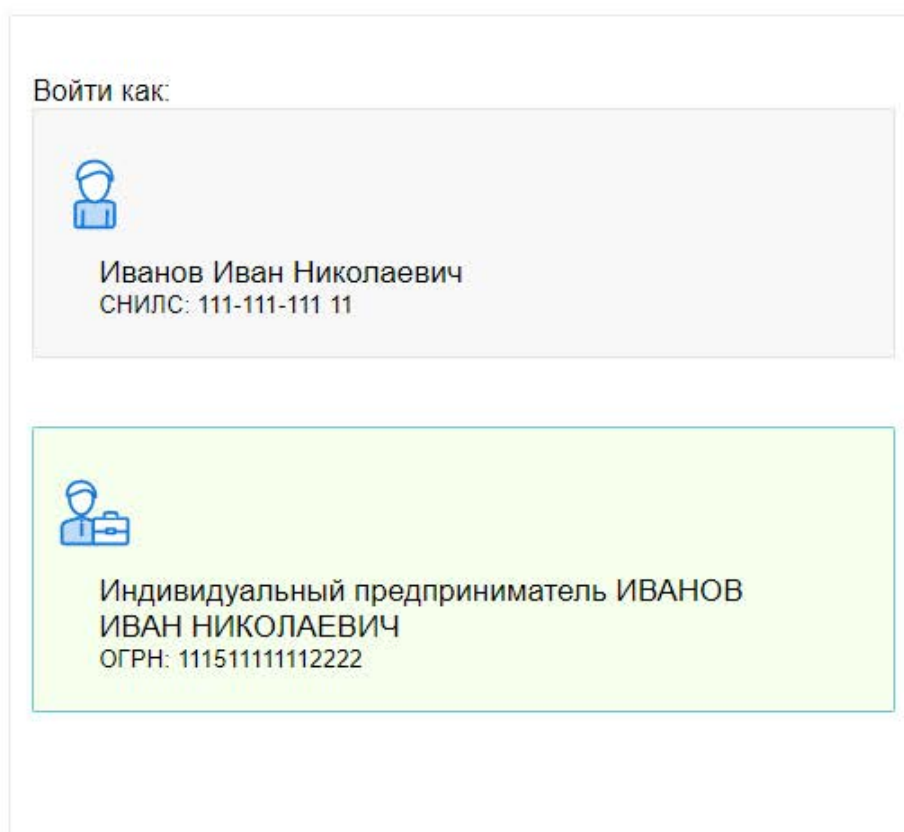 Войти как:
Иванов Иван Николаевич
СНИЛС: 111-111-111 11
Индивидуальный предприниматель ИВАНОВ
ИВАН НИКОЛАЕВИЧ
ОГРН: 111511111112222